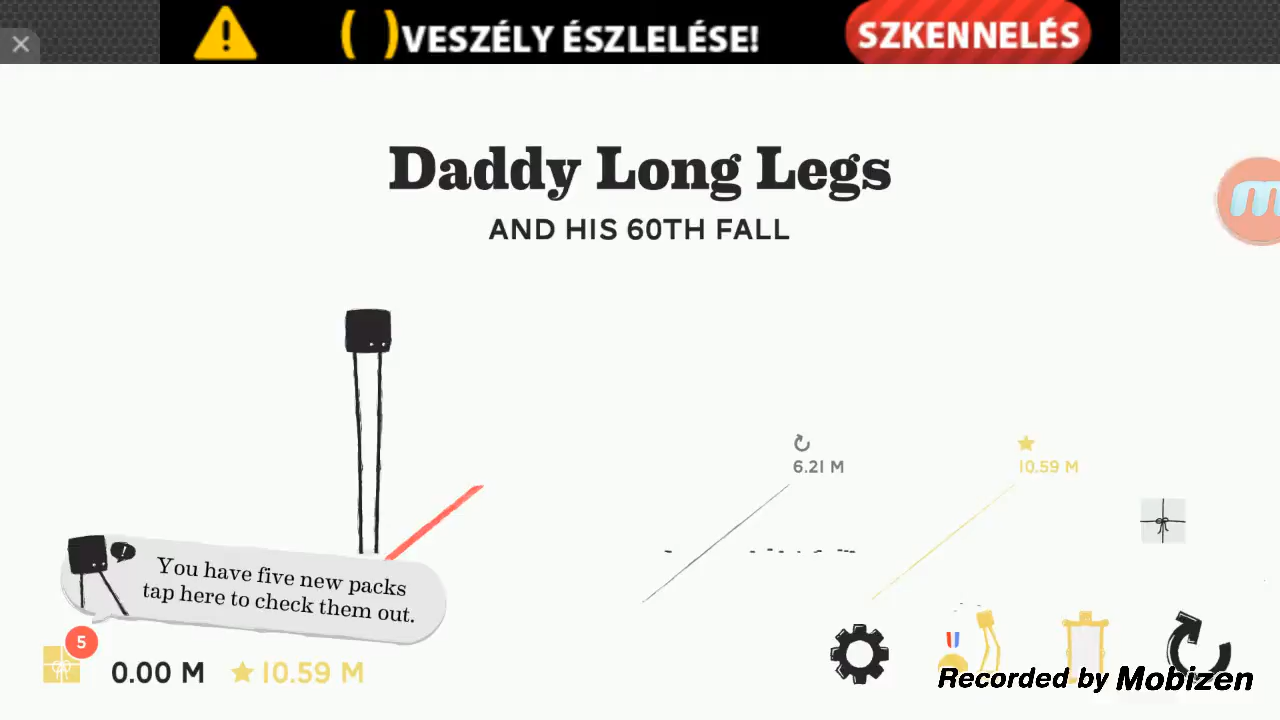 ( ) VESZÉLY ÉSZLELÉSE!
SZKENNELÉS
Daddy Long Legs
AND HIS 60TH FALL
6.21 M
10.59 M
You have five new packs
tap here to check them out.
5
0.00 M
10.59 M
Recorded by Mobizen